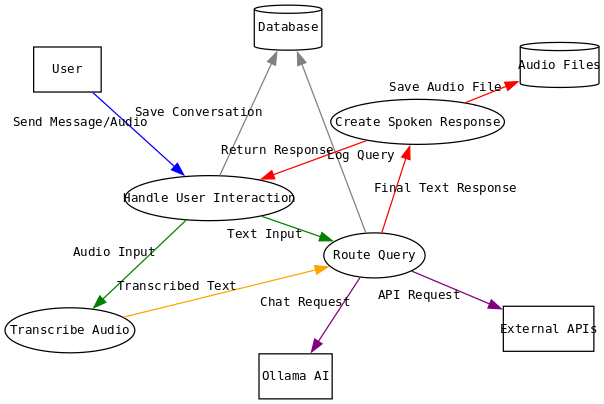 Database
User
Audio Files
Save Audio File
Save Conversation
Send Message/Audio
Create Spoken Response
Return Response
Log Query
Final Text Response
Handle User Interaction
Text Input
Audio Input
Route Query
Transcribed Text
API Request
Chat Request
Transcribe Audio
External APIs
Ollama AI